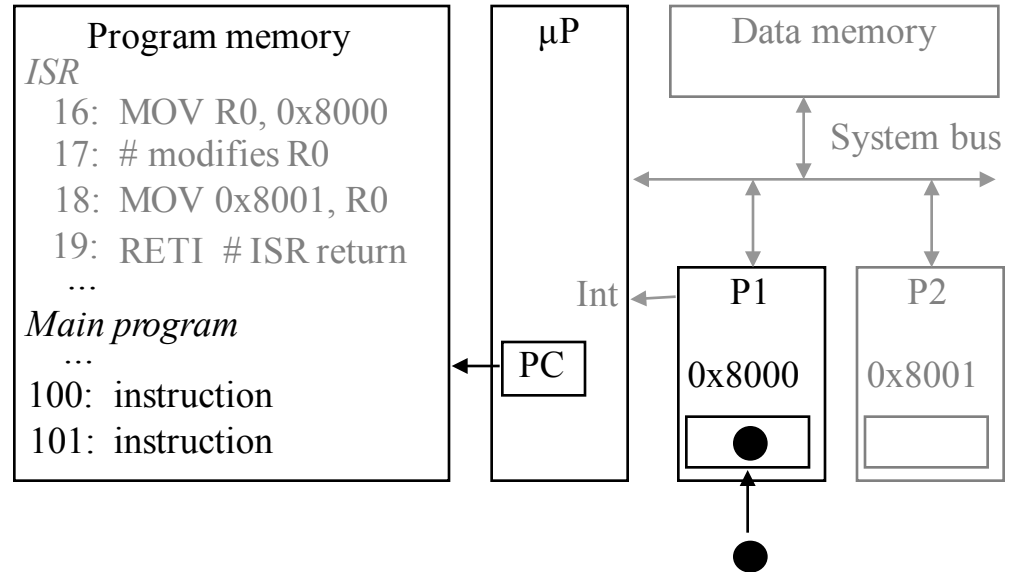 Program memory
ISR
16: MOV R0, 0x8000
17: # modifies R0
18: MOV 0x8001, R0
19: RETI # ISR return
...
Main program
...
100: instruction
101: instruction
μP
PC
Data memory
System bus
Int
P1
0x8000
P2
0x8001